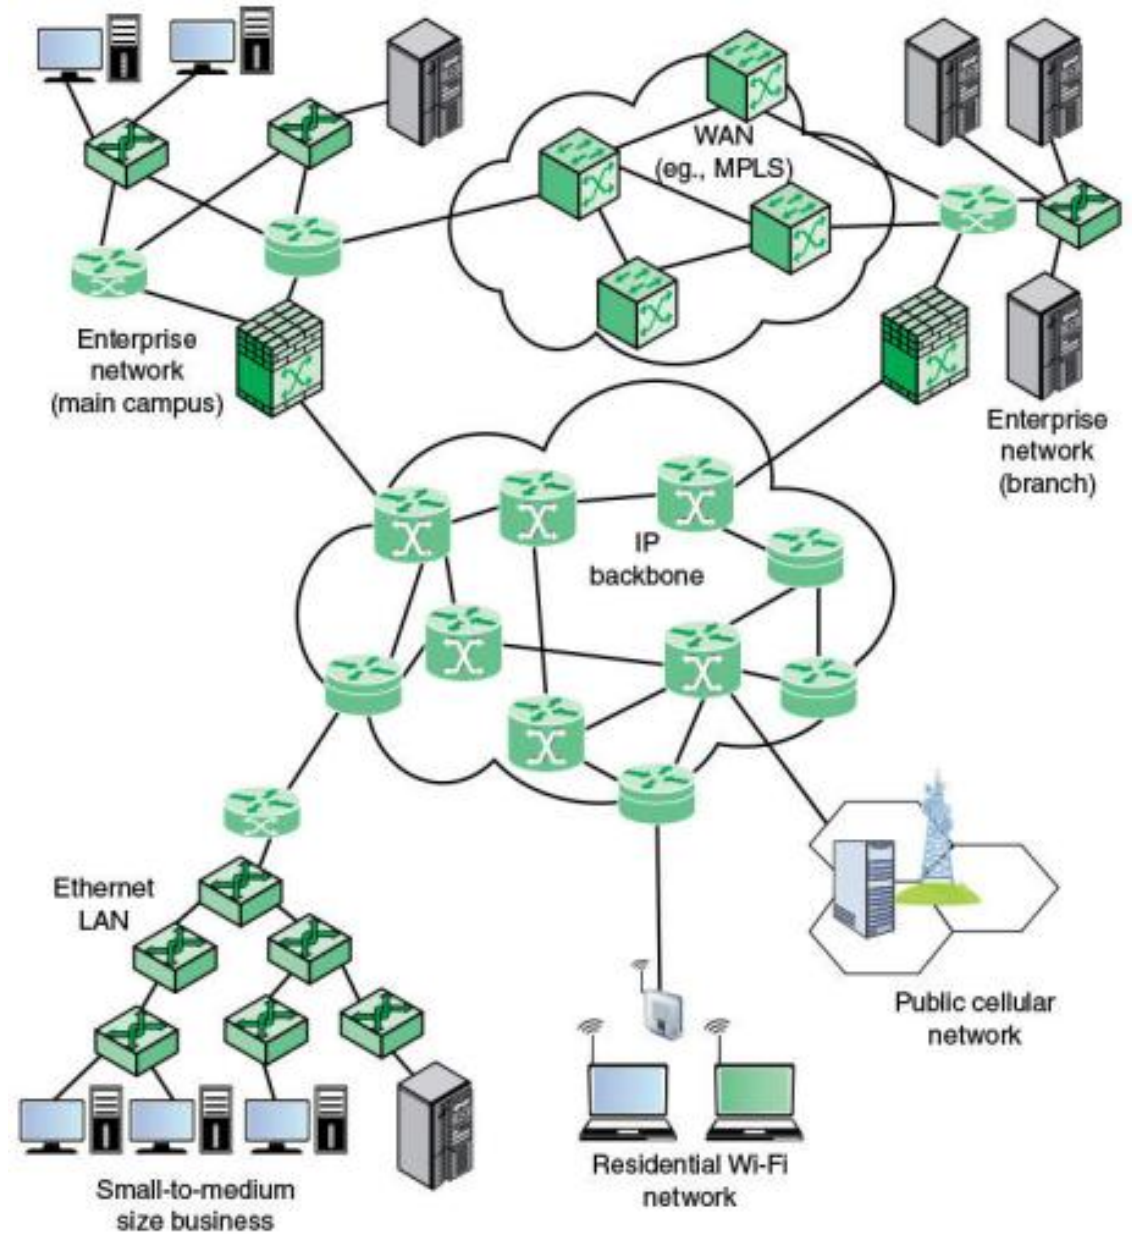 WAN
(eg., MPLS)
Enterprise
network
(main campus)
Enterprise
network
(branch)
IP
backbone
Ethernet
LAN
Public cellular
network
Residential Wi-Fi
network
Small-to-medium
size business